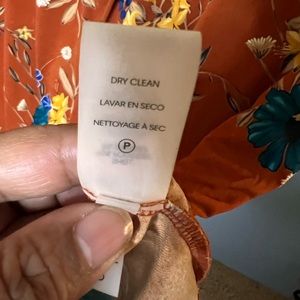 DRY CLEAN
LAVAR EN SECO
NETTOYAGE À SEC
P